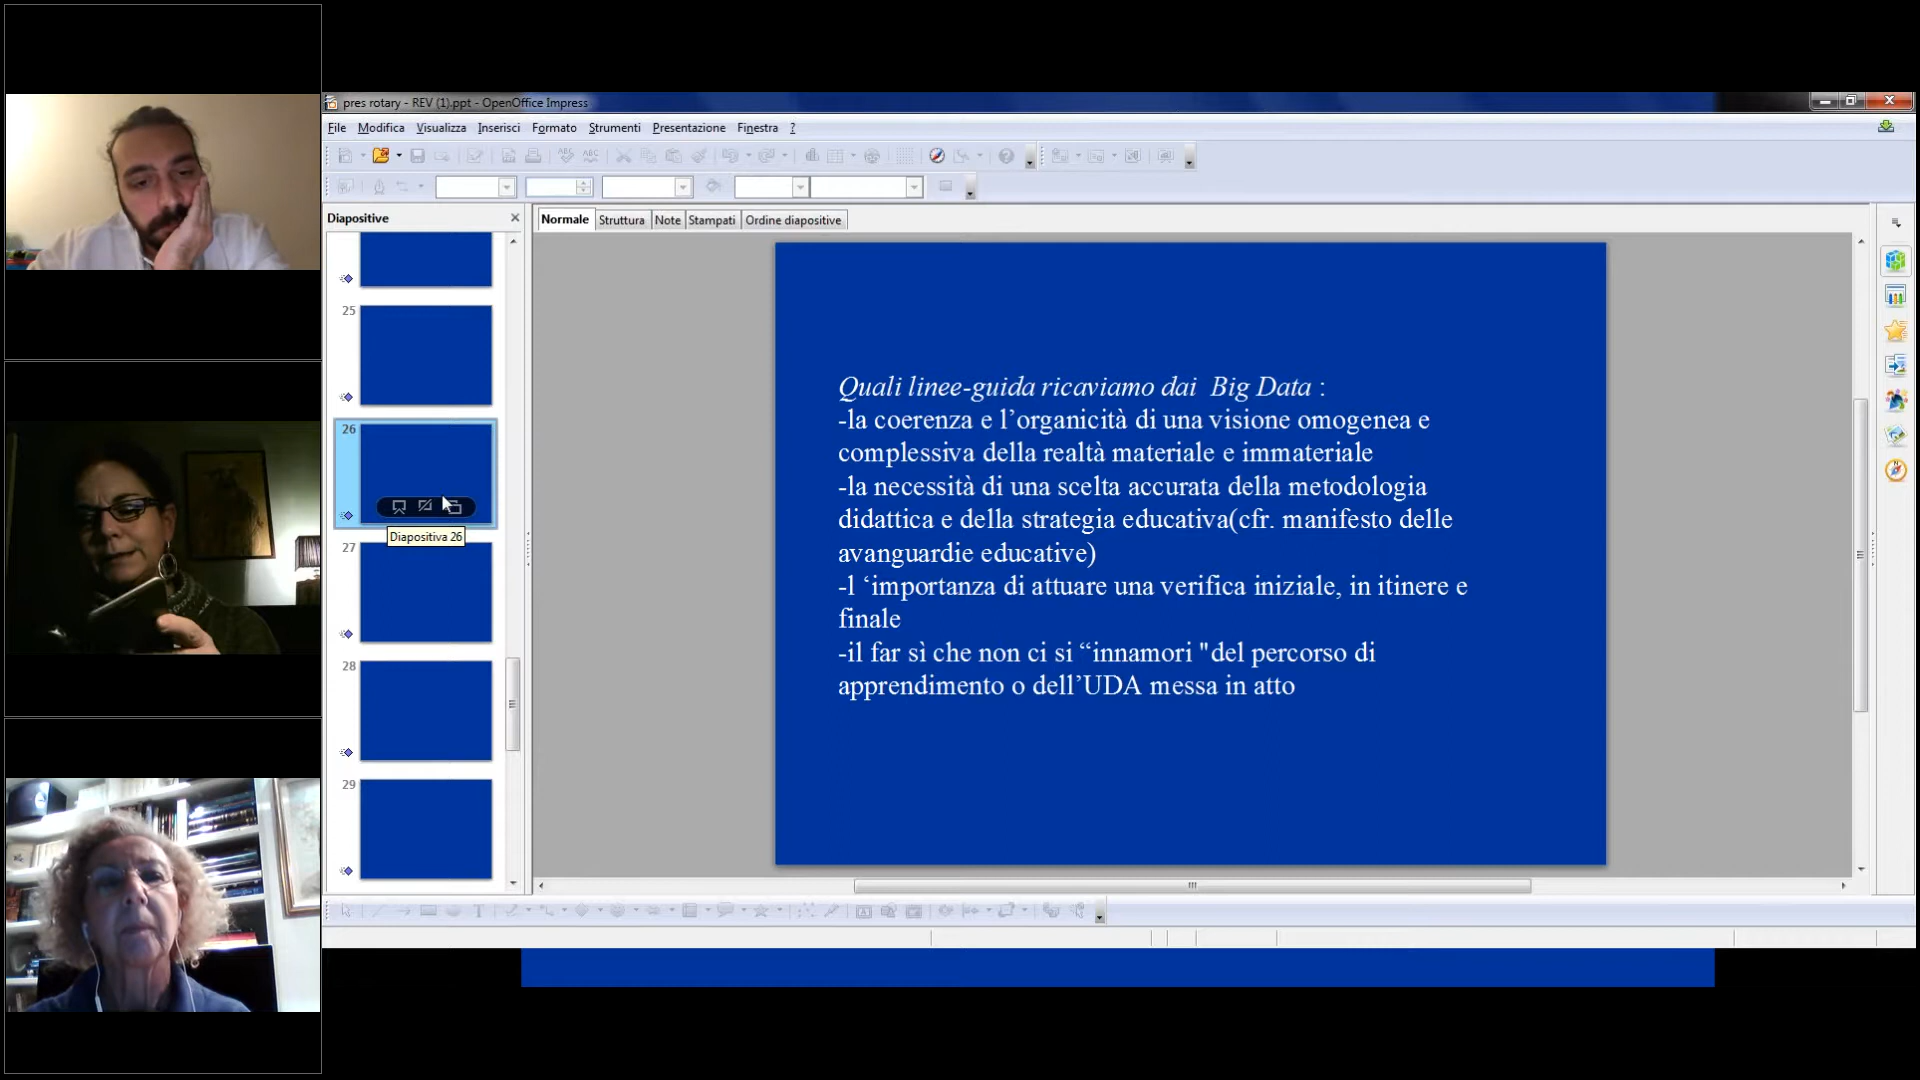 pres rotary - REV (1).ppt - OpenOffice Impress
File Modifica Visualizza Inserisci Formato Strumenti Presentazione Finestra ?
Diapositive
Normale Struttura Note Stampati Ordine diapositive
25
26
Diapositiva 26
27
28
29
Quali linee-guida ricaviamo dai Big Data :
-la coerenza e l’organicità di una visione omogenea e
complessiva della realtà materiale e immateriale
-la necessità di una scelta accurata della metodologia
didattica e della strategia educativa(cfr. manifesto delle
avanguardie educative)
-l ‘importanza di attuare una verifica iniziale, in itinere e
finale
-il far sì che non ci si “innamori "del percorso di
apprendimento o dell’UDA messa in atto